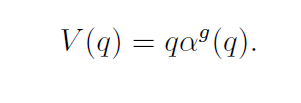 V(q) = qα^g(q).